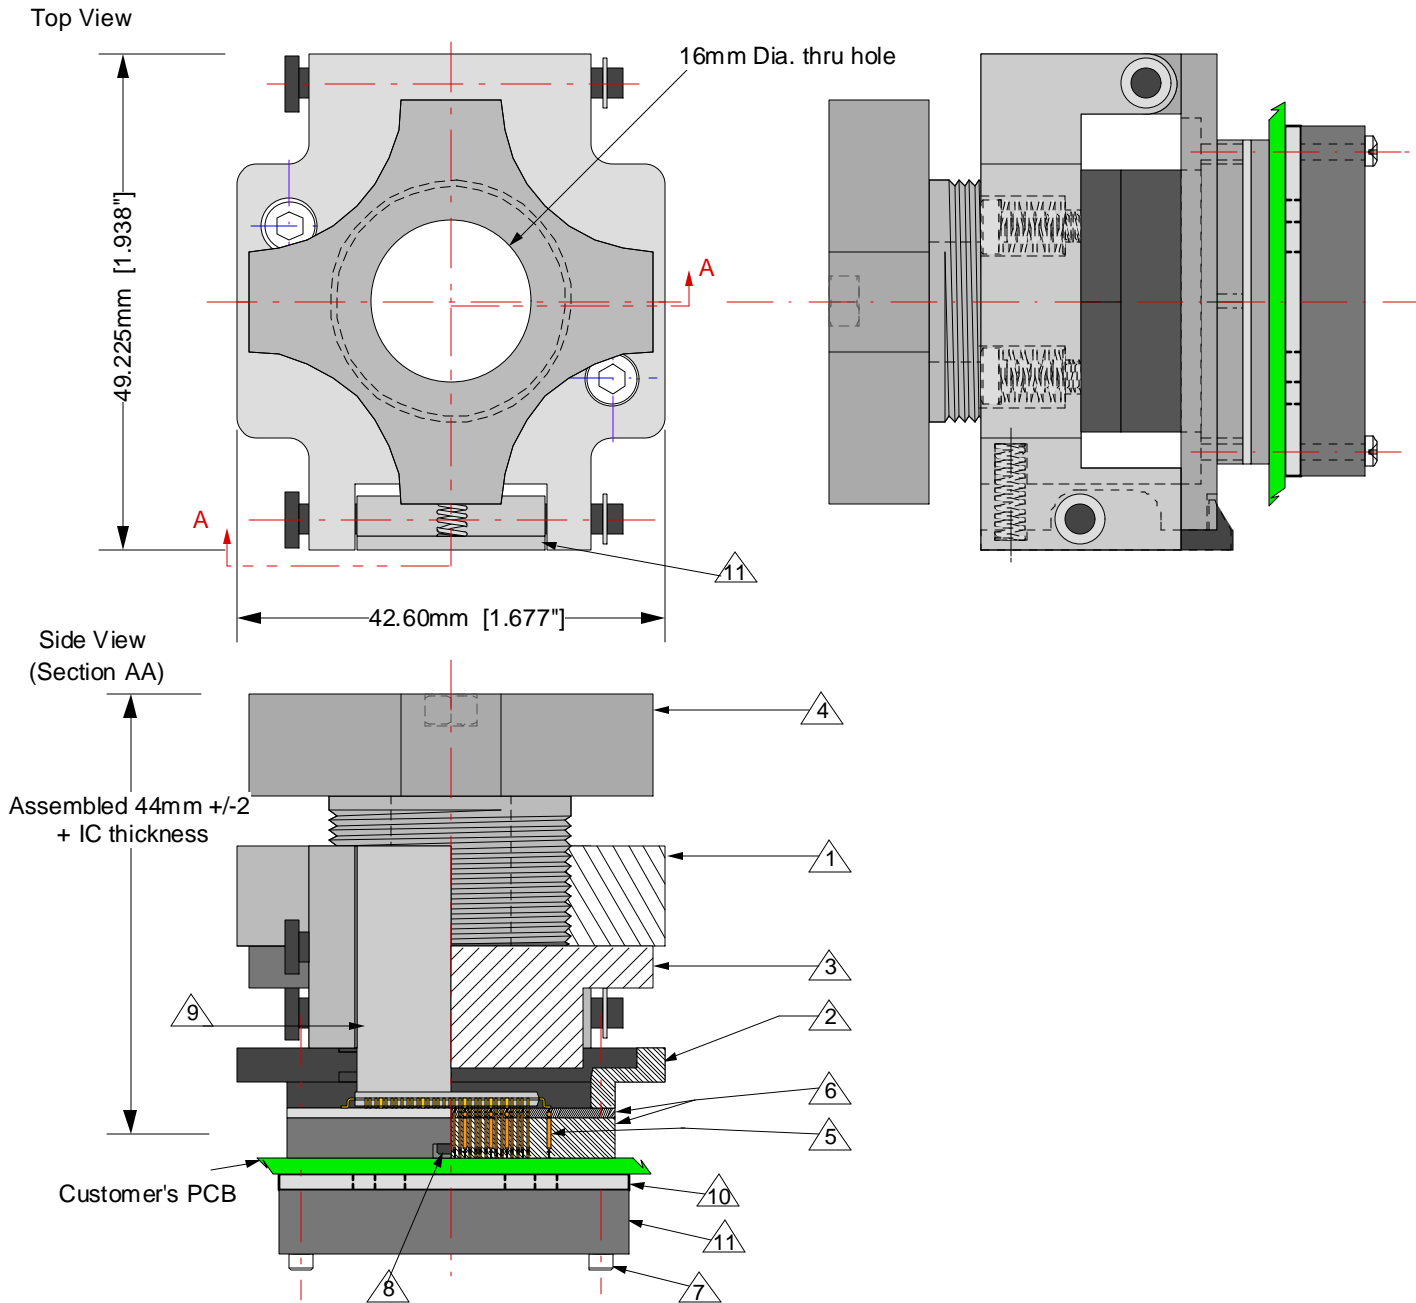 Top View
16mm Dia. thru hole
A
49.225mm [1.938"]
A
11
42.60mm [1.677"]
Side View
(Section AA)
4
Assembled 44mm +/-2
+ IC thickness
1
3
9
2
6
5
Customer's PCB
10
11
8
7